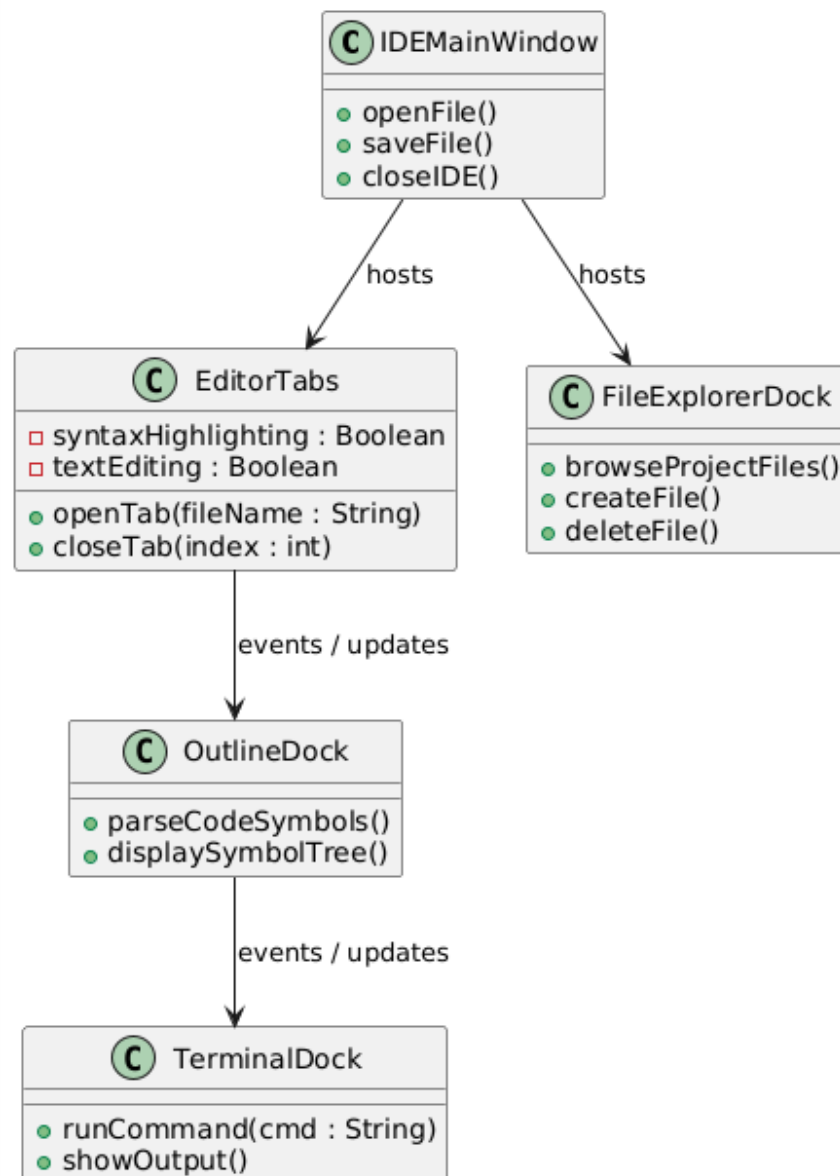 C IDEMainWindow
openFile()
saveFile()
closeIDE()
hosts
hosts
C EditorTabs
syntaxHighlighting : Boolean
textEditing : Boolean
openTab(fileName : String)
closeTab(index : int)
C FileExplorerDock
browseProjectFiles()
createFile()
deleteFile()
events / updates
C OutlineDock
parseCodeSymbols()
displaySymbolTree()
events / updates
C TerminalDock
runCommand(cmd : String)
showOutput()